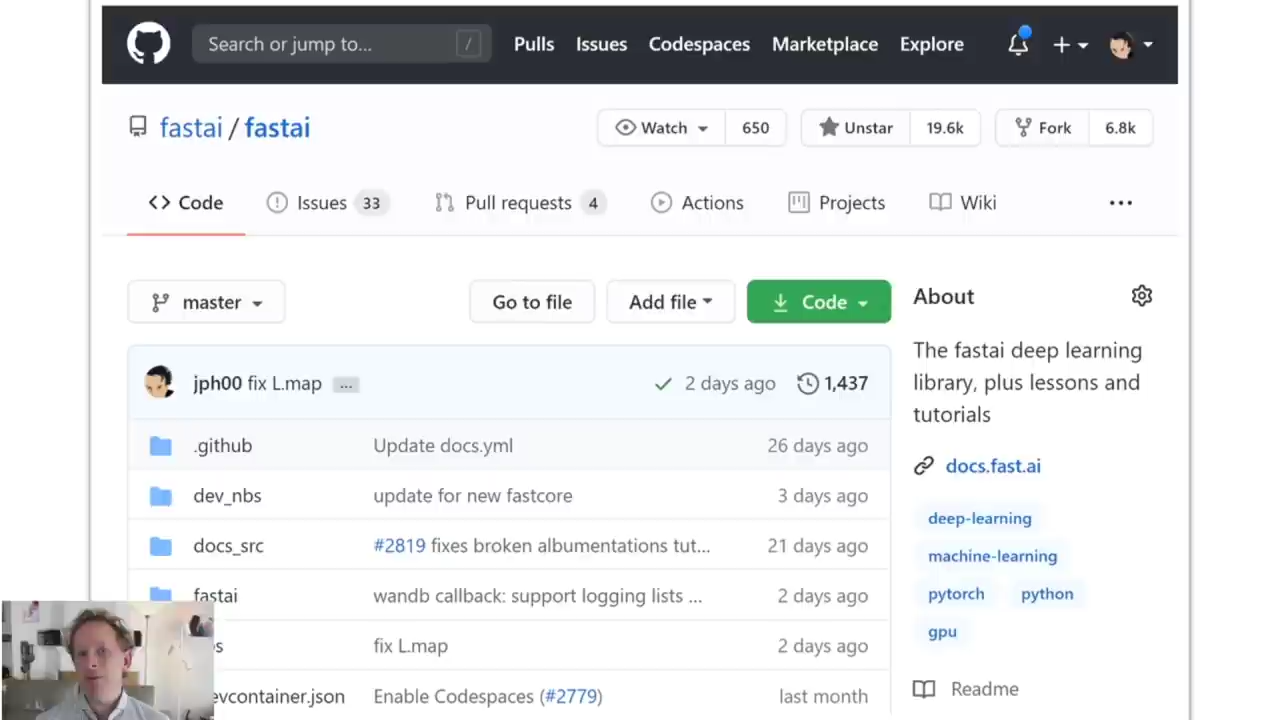 Search or jump to... / Pulls Issues Codespaces Marketplace Explore
fastai / fastai Watch 650 Unstar 19.6k Fork 6.8k
Code Issues 33 Pull requests 4 Actions Projects Wiki ...
master Go to file Add file Code
jph00 fix L.map ... 2 days ago 1,437
.github Update docs.yml 26 days ago
dev_nbs update for new fastcore 3 days ago
docs_src #2819 fixes broken albumentations tut... 21 days ago
fastai wandb callback: support logging lists ... 2 days ago
fix L.map 2 days ago
Enable Codespaces (#2779) last month
About
The fastai deep learning
library, plus lessons and
tutorials
docs.fast.ai
deep-learning
machine-learning
pytorch python
gpu
Readme